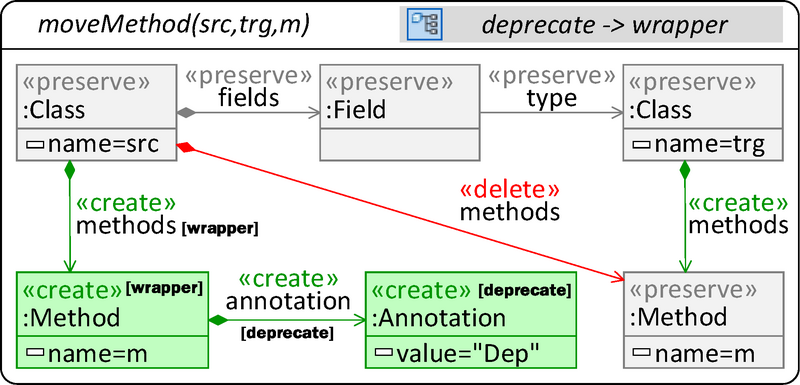 moveMethod(src,trg,m)
deprecate -> wrapper
«preserve»
:Class
name=src
«preserve»
fields
«preserve»
:Field
«preserve»
type
«preserve»
:Class
name=trg
«create»
methods [wrapper]
«delete»
methods
«create»
methods
«create» [wrapper]
:Method
name=m
«create»
annotation
[deprecate]
«create» [deprecate]
:Annotation
value="Dep"
«preserve»
:Method
name=m